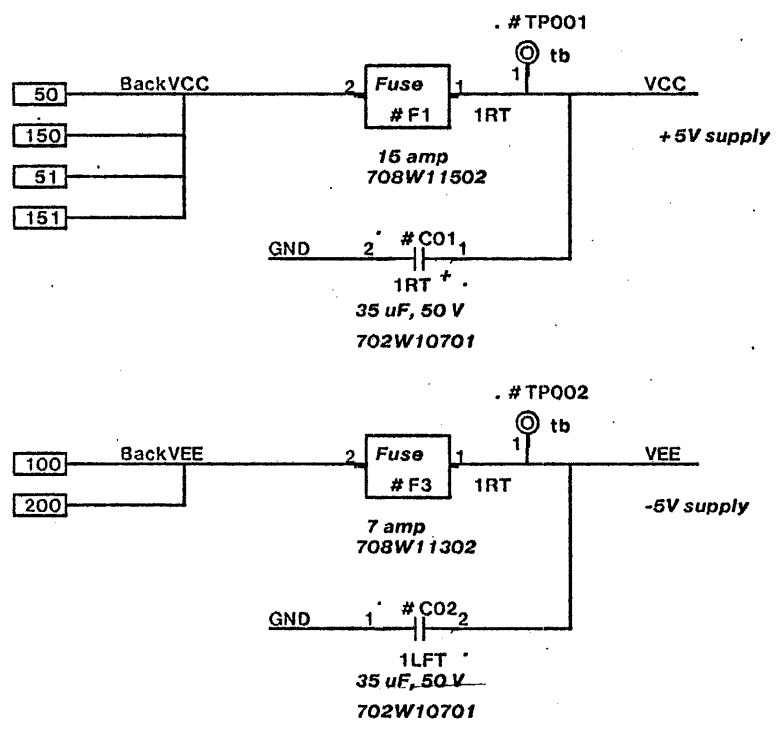 . #TP001
tb
1
50 BackVCC 2 Fuse 1 VCC
#F1 1RT
150
+5V supply
15 amp
51
708W11502
151
GND 2 #C01 1
1RT +
35 uF, 50 V
702W10701
. #TP002
tb
1
100 BackVEE 2 Fuse 1 VEE
#F3 1RT
200
-5V supply
7 amp
708W11302
GND 1 #C02 2
1LFT
35 uF, 50 V
702W10701